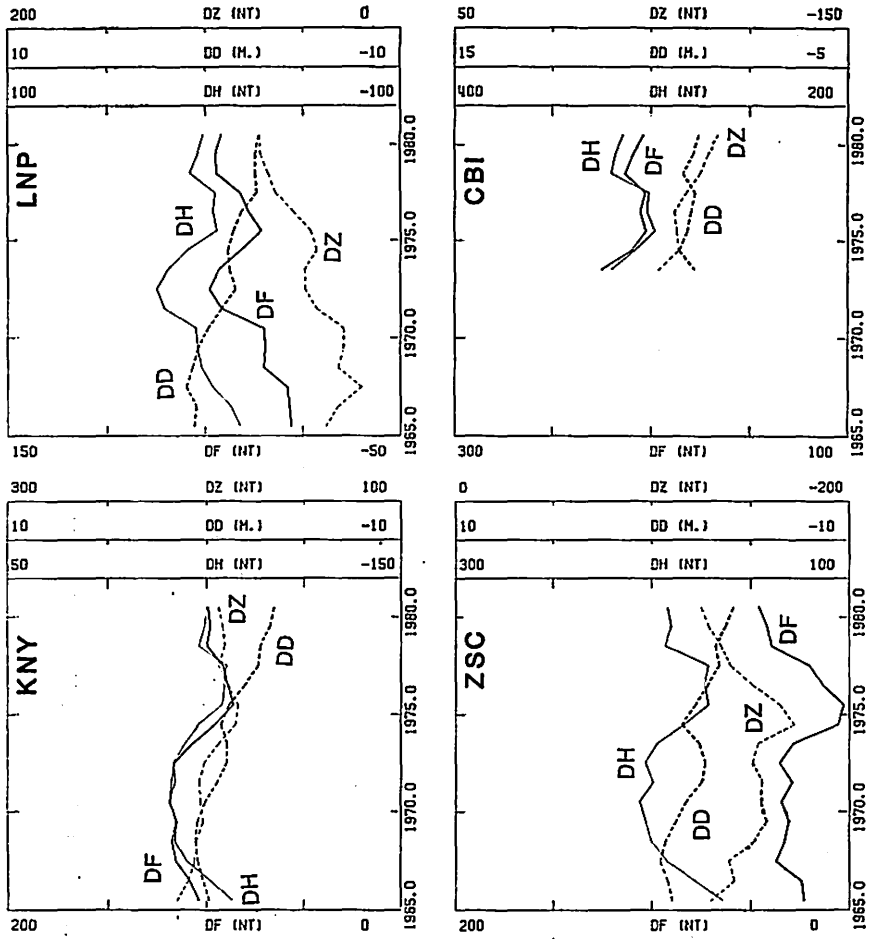 200 DZ (NT) 0
10 DD (M.) -10
100 DH (NT) -100
LNP
DH
DZ
DF
DD
1980.0
1975.0
1970.0
1965.0
150 DF (NT) -50
50 DZ (NT) -150
15 DD (M.) -5
400 DH (NT) 200
CBI
DH
DF
DZ
DD
1980.0
1975.0
1970.0
1965.0
300 DF (NT) 100
300 DZ (NT) 100
10 DD (M.) -10
50 DH (NT) -150
KNY
DZ
DD
DF
DH
1980.0
1975.0
1970.0
1965.0
200 DF (NT) 0
0 DZ (NT) -200
10 DD (M.) -10
300 DH (NT) 100
ZSC
DF
DZ
DH
DD
1980.0
1975.0
1970.0
1965.0
200 DF (NT) 0